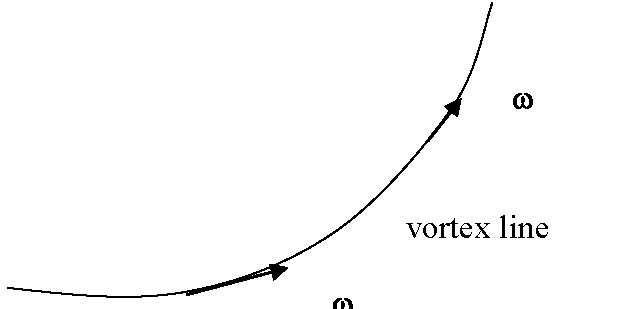 ω
vortex line
ω